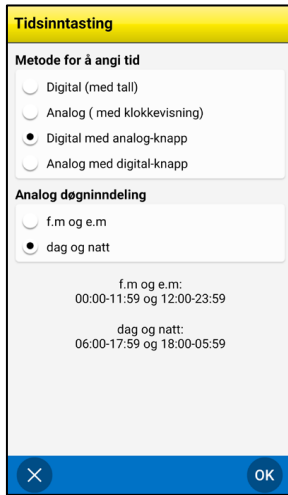 Tidsinntasting
Metode for å angi tid
Digital (med tall)
Analog ( med klokkevisning)
Digital med analog-knapp
Analog med digital-knapp
Analog døgninndeling
f.m og e.m
dag og natt
f.m og e.m:
00:00-11:59 og 12:00-23:59
dag og natt:
06:00-17:59 og 18:00-05:59
OK